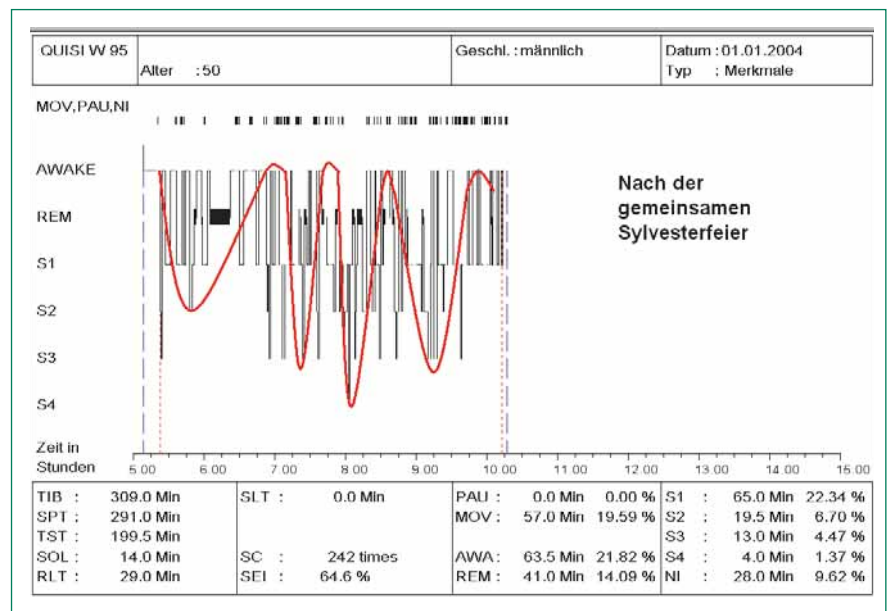 QUISI W 95
Geschl. : männlich
Datum : 01.01.2004
Alter : 50
Typ : Merkmale
MOV,PAU,NI
AWAKE
REM
S1
S2
S3
S4
Nach der
gemeinsamen
Sylvesterfeier
Zeit in
Stunden
5 00 6 00 7 00 8 00 9 00 10 00 11 00 12 00 13 00 14 00 15 00
TIB : 309.0 Min SLT : 0.0 Min PAU : 0.0 Min 0.00 % S1 : 65.0 Min 22.34 %
SPT : 291.0 Min MOV : 57.0 Min 19.59 % S2 : 19.5 Min 6.70 %
TST : 199.5 Min S3 : 13.0 Min 4.47 %
SOL : 14.0 Min SC : 242 times AWA : 63.5 Min 21.82 % S4 : 4.0 Min 1.37 %
RLT : 29.0 Min SEI : 64.6 % REM : 41.0 Min 14.09 % NI : 28.0 Min 9.62 %